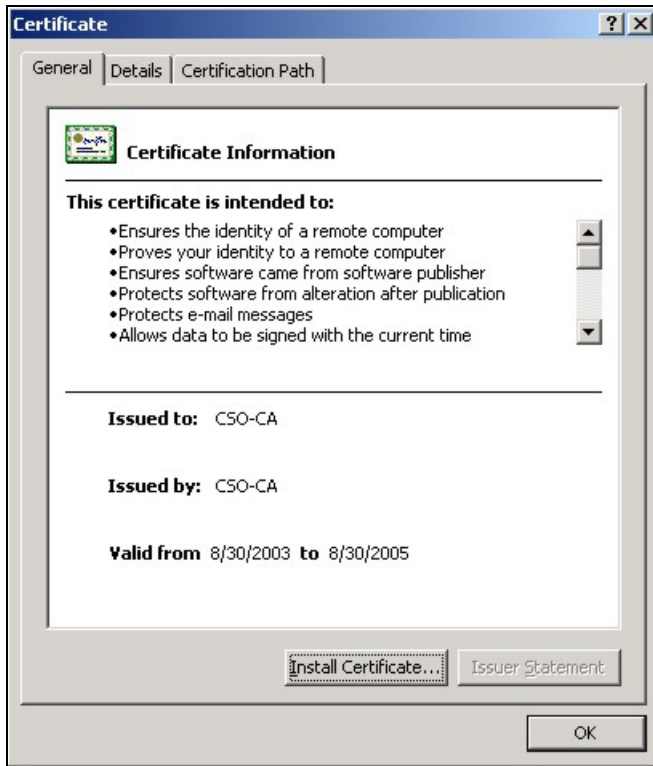 Certificate
General Details Certification Path
Certificate Information
This certificate is intended to:
•Ensures the identity of a remote computer
•Proves your identity to a remote computer
•Ensures software came from software publisher
•Protects software from alteration after publication
•Protects e-mail messages
•Allows data to be signed with the current time
Issued to: CSO-CA
Issued by: CSO-CA
Valid from 8/30/2003 to 8/30/2005
Install Certificate... Issuer Statement
OK